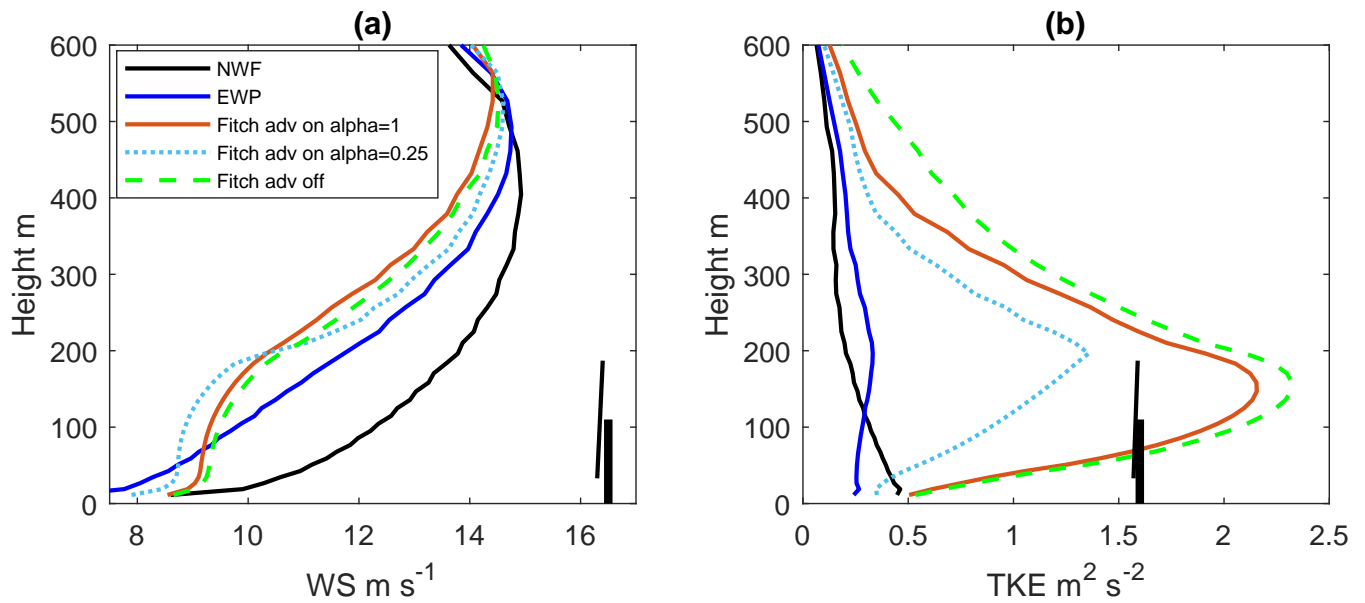 (a)
600
500
400
300
200
100
0
Height m
NWF
EWP
Fitch adv on alpha=1
Fitch adv on alpha=0.25
Fitch adv off
8 10 12 14 16
WS m s⁻¹
(b)
600
500
400
300
200
100
0
Height m
0 0.5 1 1.5 2 2.5
TKE m² s⁻²